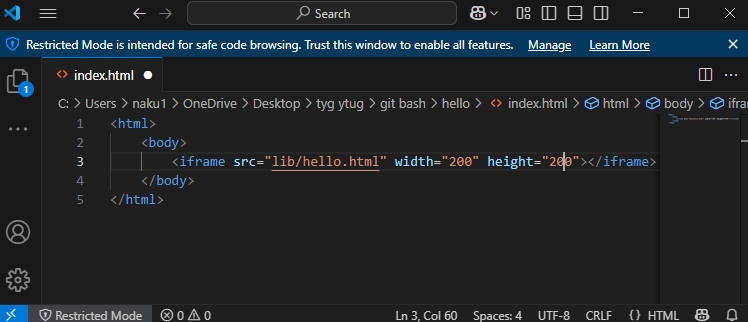 Search
Restricted Mode is intended for safe code browsing. Trust this window to enable all features. Manage Learn More
1
index.html
C: > Users > naku1 > OneDrive > Desktop > tyg ytug > git bash > hello > index.html > html > body > ifra
1 <html>
2 <body>
3 <iframe src="lib/hello.html" width="200" height="200"></iframe>
4 </body>
5 </html>
Restricted Mode 0 0 Ln 3, Col 60 Spaces: 4 UTF-8 CRLF {} HTML